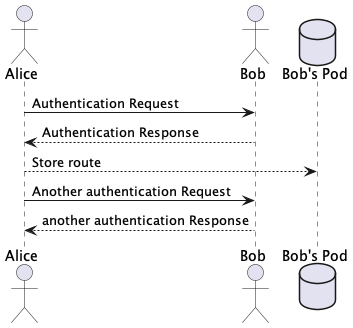 Alice Bob Bob's Pod
Authentication Request
Authentication Response
Store route
Another authentication Request
another authentication Response
Alice Bob Bob's Pod